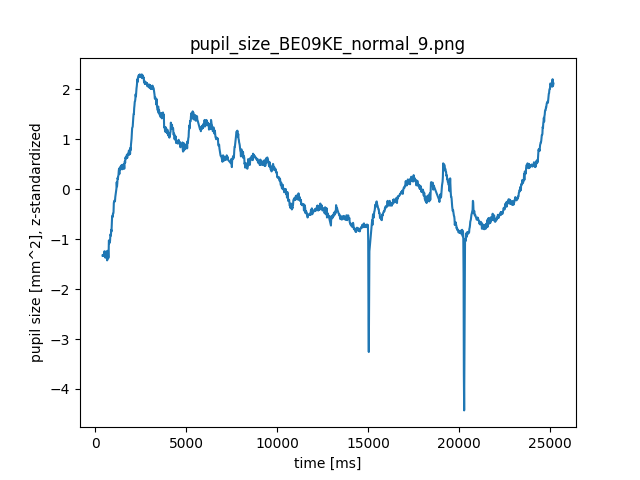 pupil_size_BE09KE_normal_9.png
pupil size [mm^2], z-standardized
2
1
0
−1
−2
−3
−4
0 5000 10000 15000 20000 25000
time [ms]